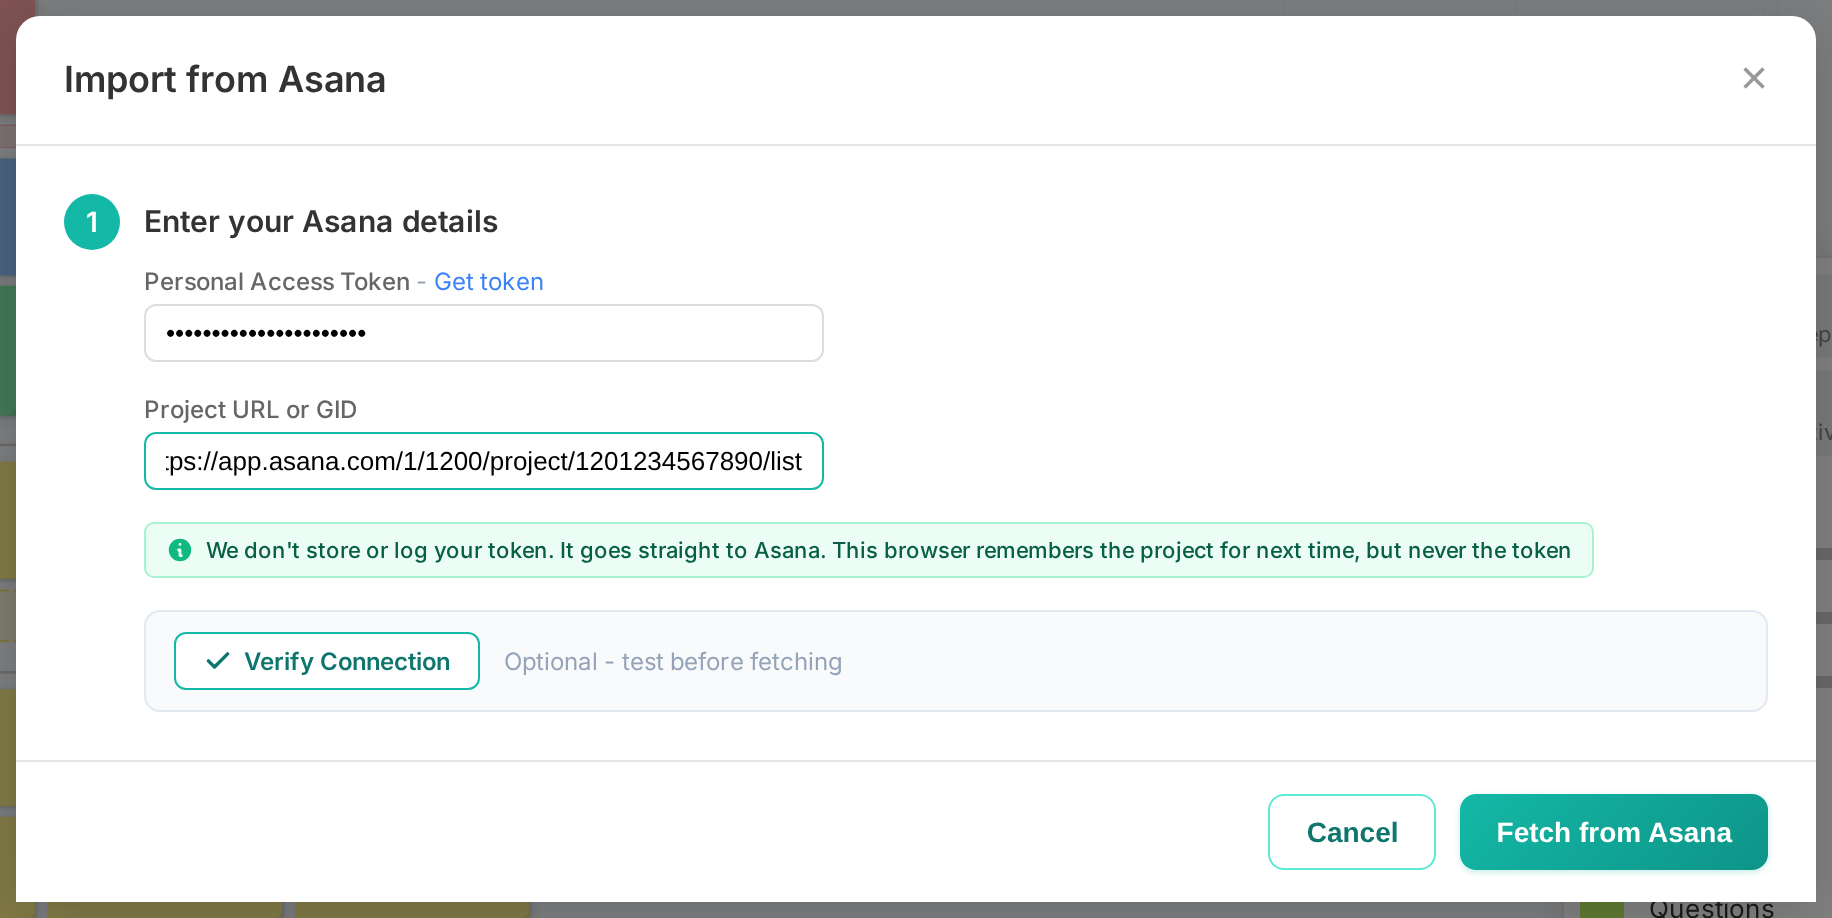 Import from Asana
1
Enter your Asana details
Personal Access Token - Get token
••••••••••••••••••••••
Project URL or GID
tps://app.asana.com/1/1200/project/1201234567890/list
We don't store or log your token. It goes straight to Asana. This browser remembers the project for next time, but never the token
Verify Connection
Optional - test before fetching
Cancel
Fetch from Asana
Questions